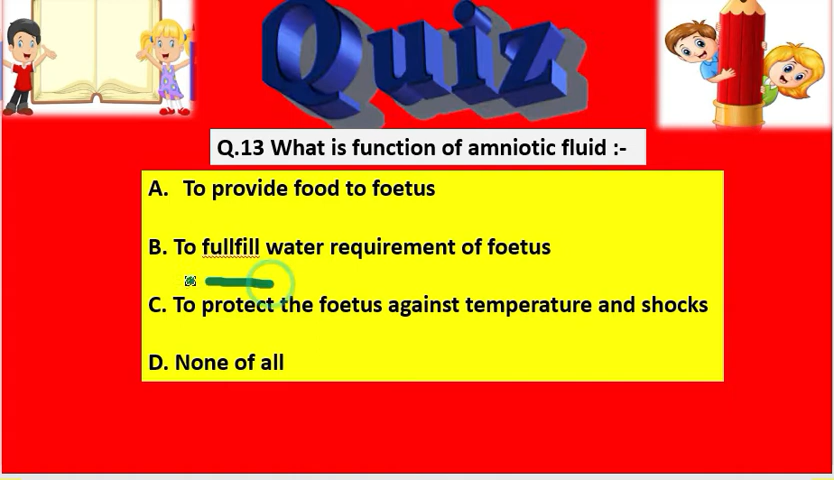 Quiz
Q.13 What is function of amniotic fluid :-
A. To provide food to foetus
B. To fullfill water requirement of foetus
C. To protect the foetus against temperature and shocks
D. None of all